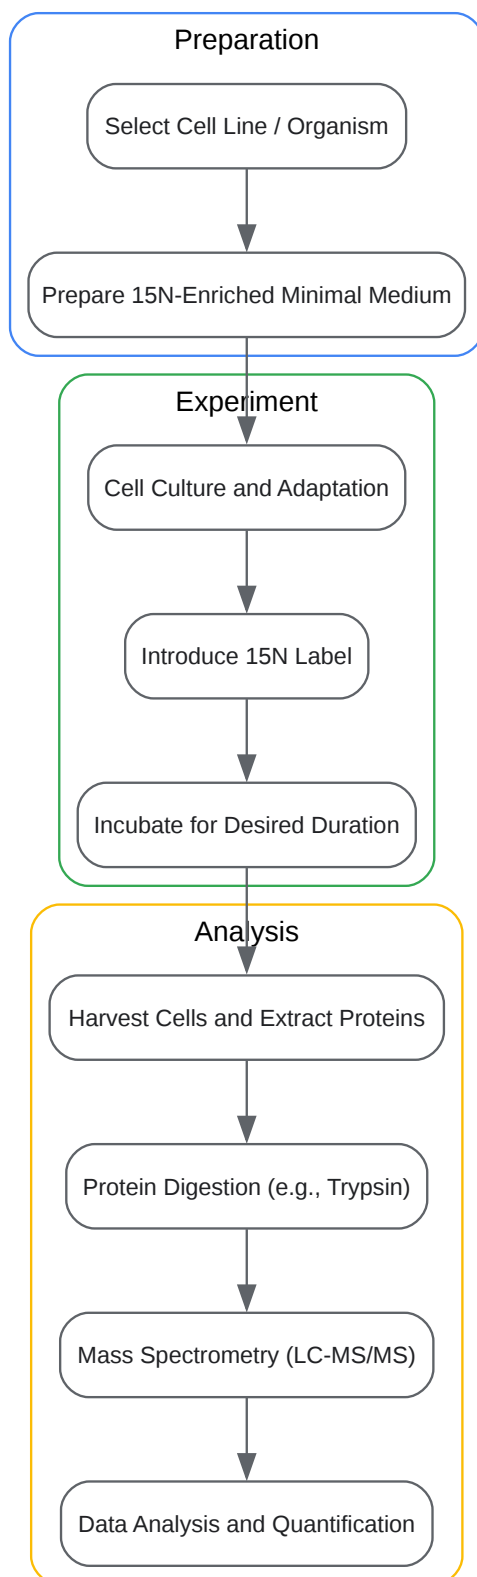 Preparation
Select Cell Line / Organism
Prepare 15N-Enriched Minimal Medium
Experiment
Cell Culture and Adaptation
Introduce 15N Label
Incubate for Desired Duration
Analysis
Harvest Cells and Extract Proteins
Protein Digestion (e.g., Trypsin)
Mass Spectrometry (LC-MS/MS)
Data Analysis and Quantification